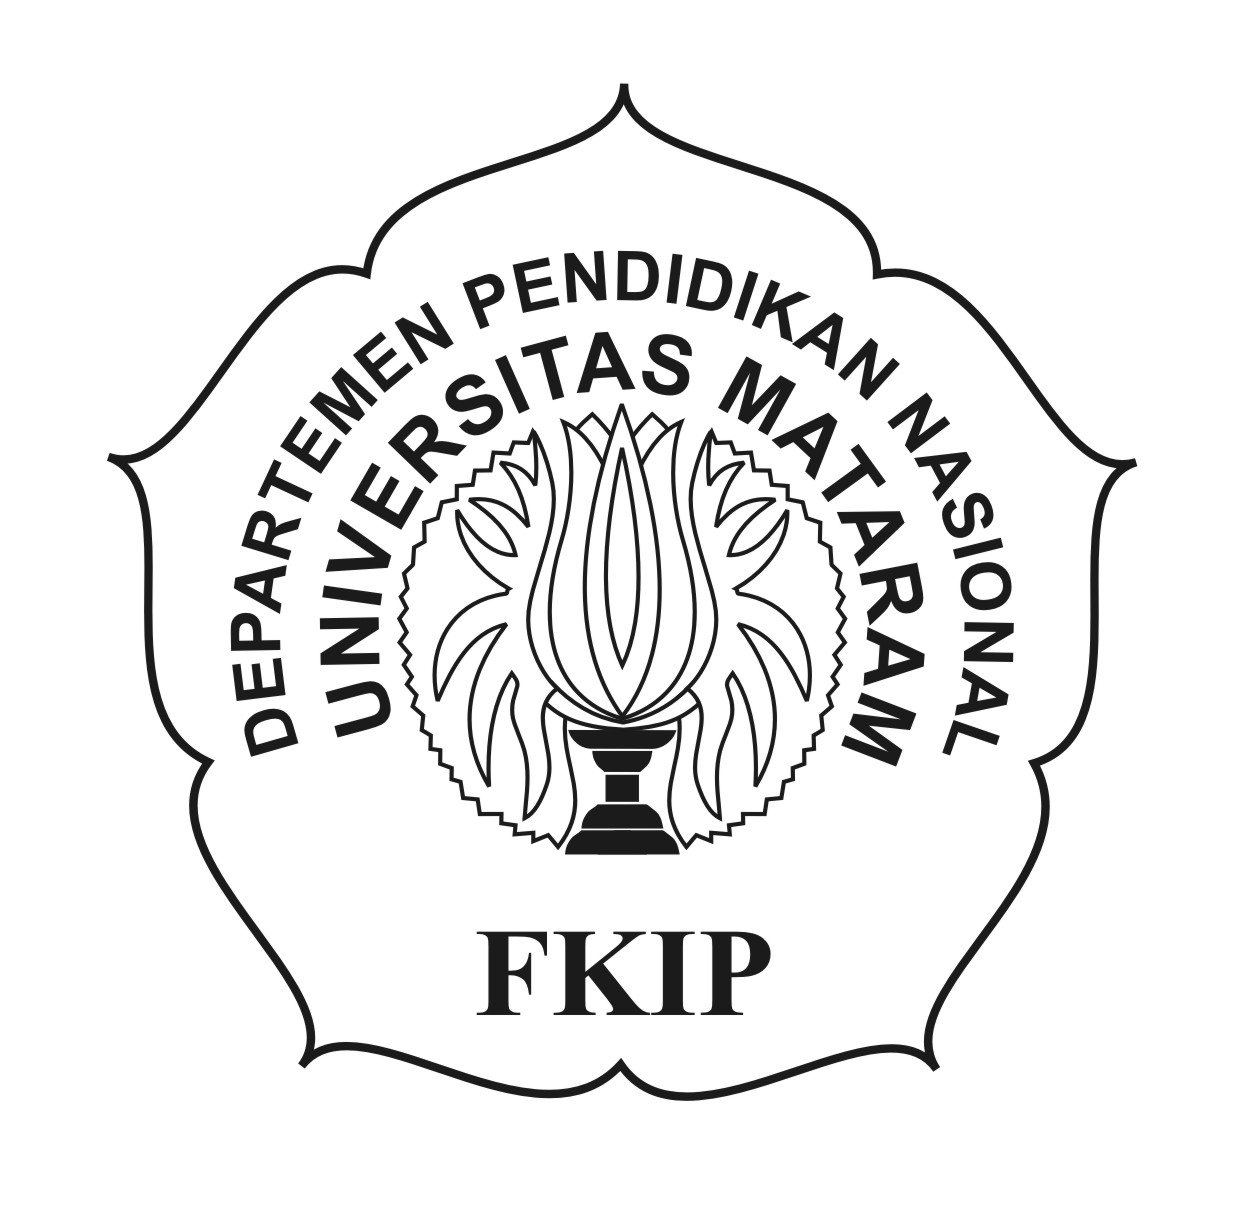 DEPARTEMEN PENDIDIKAN NASIONAL
UNIVERSITAS MATARAM
FKIP